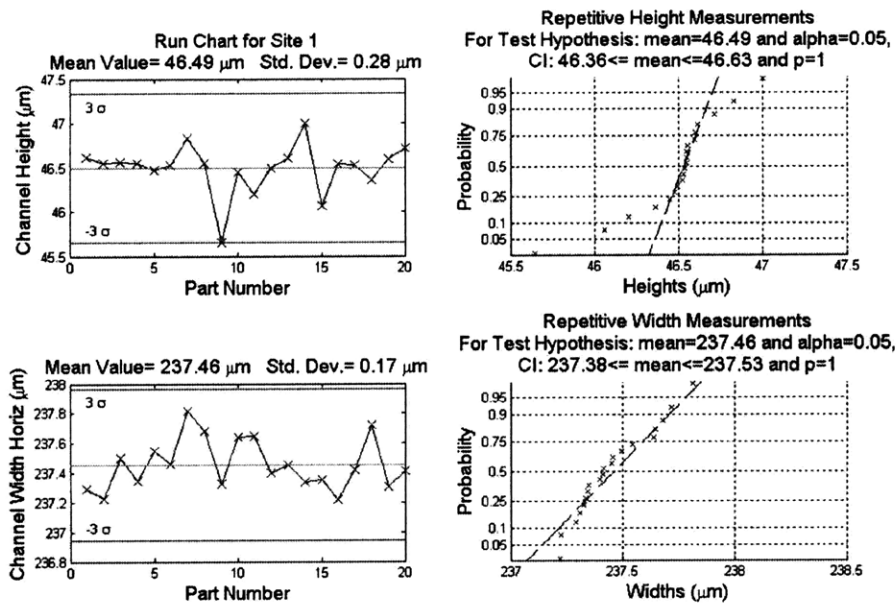 Run Chart for Site 1
Mean Value= 46.49 μm Std. Dev.= 0.28 μm
47.5
47
46.5
46
45.5
3 σ
-3 σ
0 5 10 15 20
Channel Height (μm)
Part Number
Repetitive Height Measurements
For Test Hypothesis: mean=46.49 and alpha=0.05,
CI: 46.36<= mean<=46.63 and p=1
0.95
0.9
0.75
0.5
0.25
0.1
0.05
Probability
45.5 46 46.5 47 47.5
Heights (μm)
Mean Value= 237.46 μm Std. Dev.= 0.17 μm
238
237.8
237.6
237.4
237.2
237
236.8
3 σ
-3 σ
0 5 10 15 20
Channel Width Horiz (μm)
Part Number
Repetitive Width Measurements
For Test Hypothesis: mean=237.46 and alpha=0.05,
CI: 237.38<= mean<=237.53 and p=1
0.95
0.9
0.75
0.5
0.25
0.1
0.05
Probability
237 237.5 238 238.5
Widths (μm)